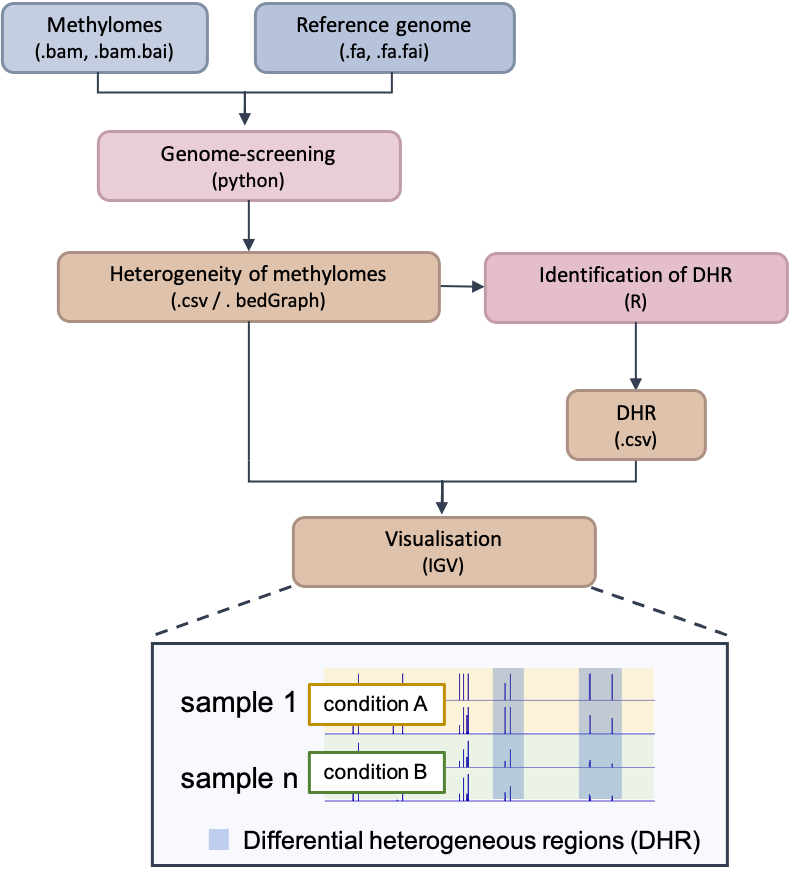 Methylomes
(.bam, .bam.bai)
Reference genome
(.fa, .fa.fai)
Genome-screening
(python)
Heterogeneity of methylomes
(.csv / . bedGraph)
Identification of DHR
(R)
DHR
(.csv)
Visualisation
(IGV)
sample 1
condition A
sample n
condition B
Differential heterogeneous regions (DHR)